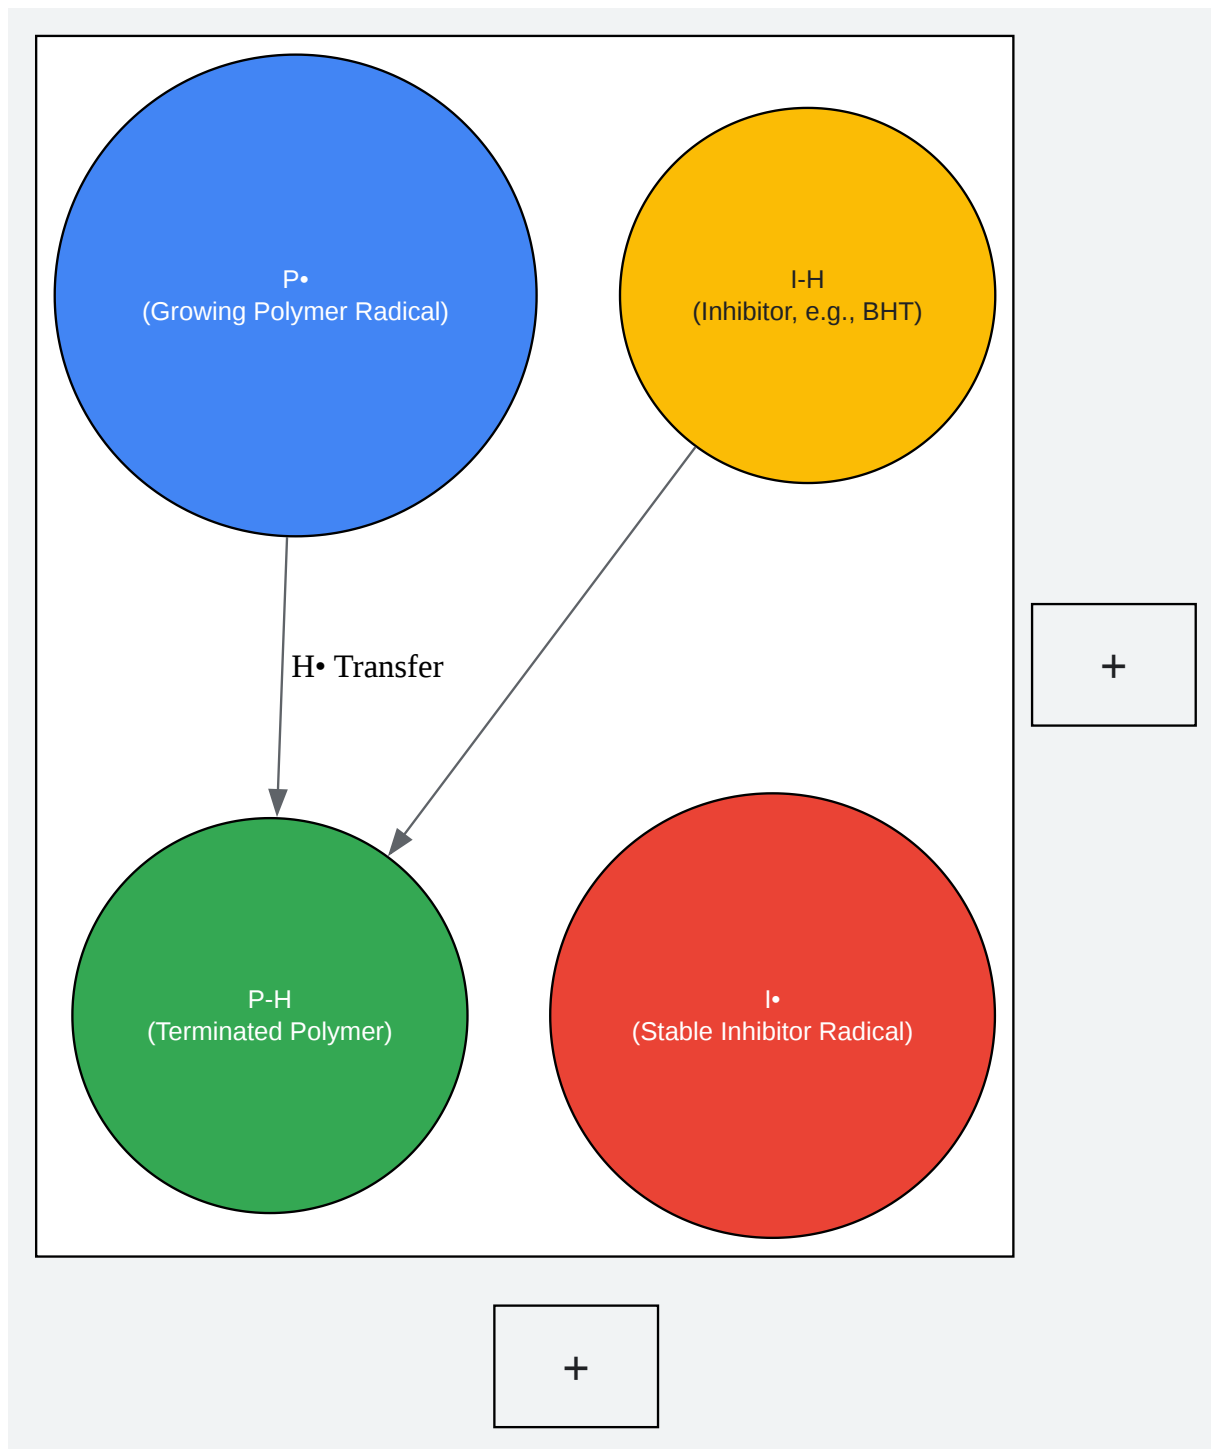 P•
(Growing Polymer Radical)
I-H
(Inhibitor, e.g., BHT)
H• Transfer
+
P-H
(Terminated Polymer)
I•
(Stable Inhibitor Radical)
+